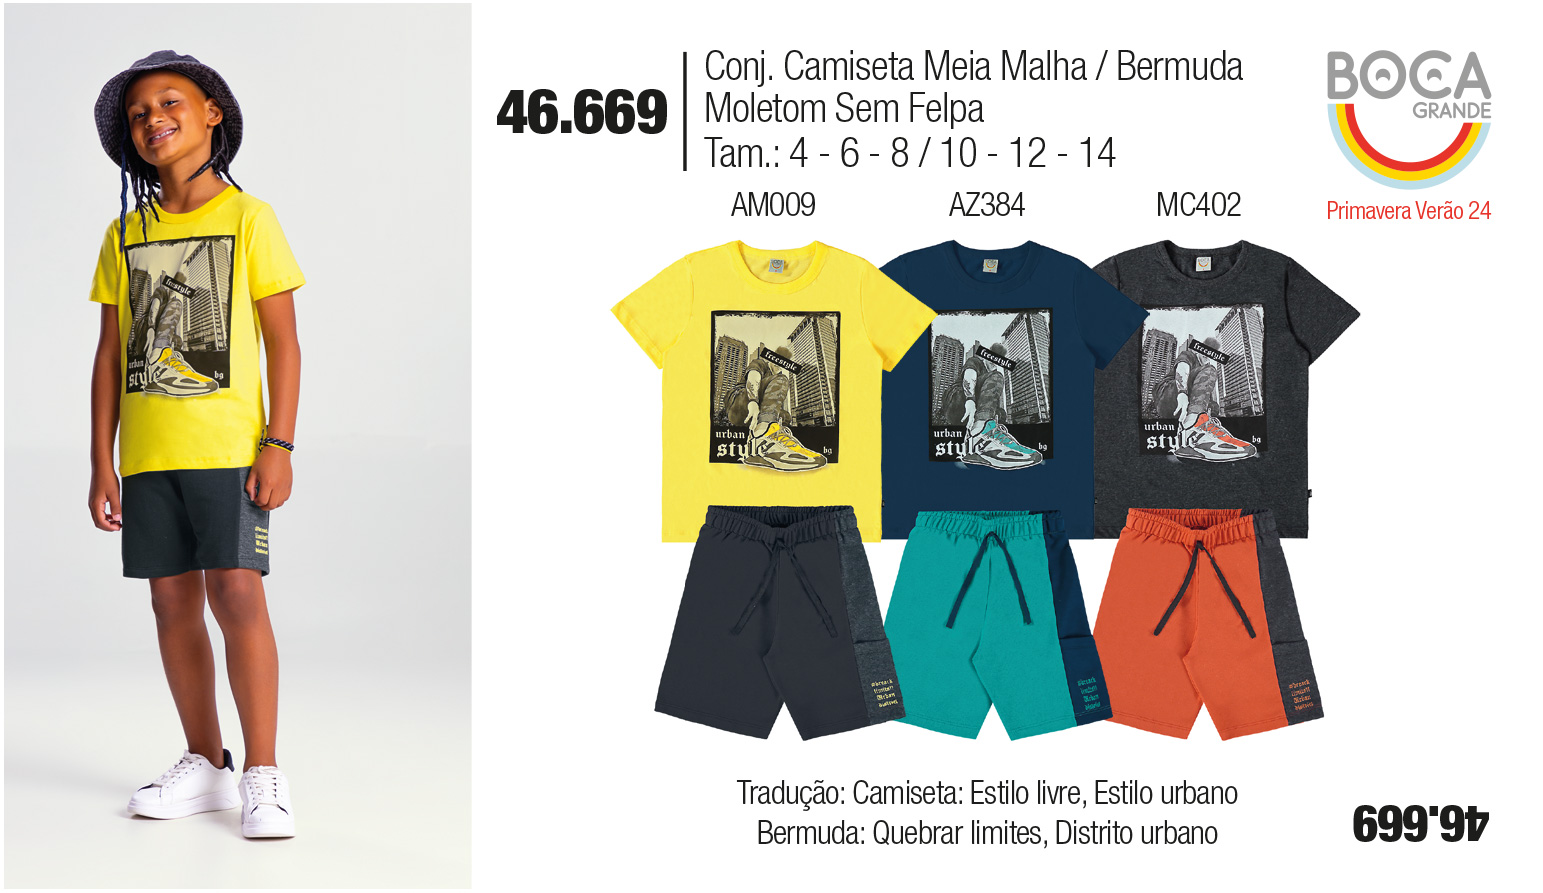 46.669
Conj. Camiseta Meia Malha / Bermuda
Moletom Sem Felpa
Tam.: 4 - 6 - 8 / 10 - 12 - 14
BOCA
GRANDE
Primavera Verão 24
AM009
AZ384
MC402
freestyle
urban
style
bg
freestyle
urban
style
bg
freestyle
urban
style
bg
freestyle
urban
style
bg
Tradução: Camiseta: Estilo livre, Estilo urbano
Bermuda: Quebrar limites, Distrito urbano
46.669